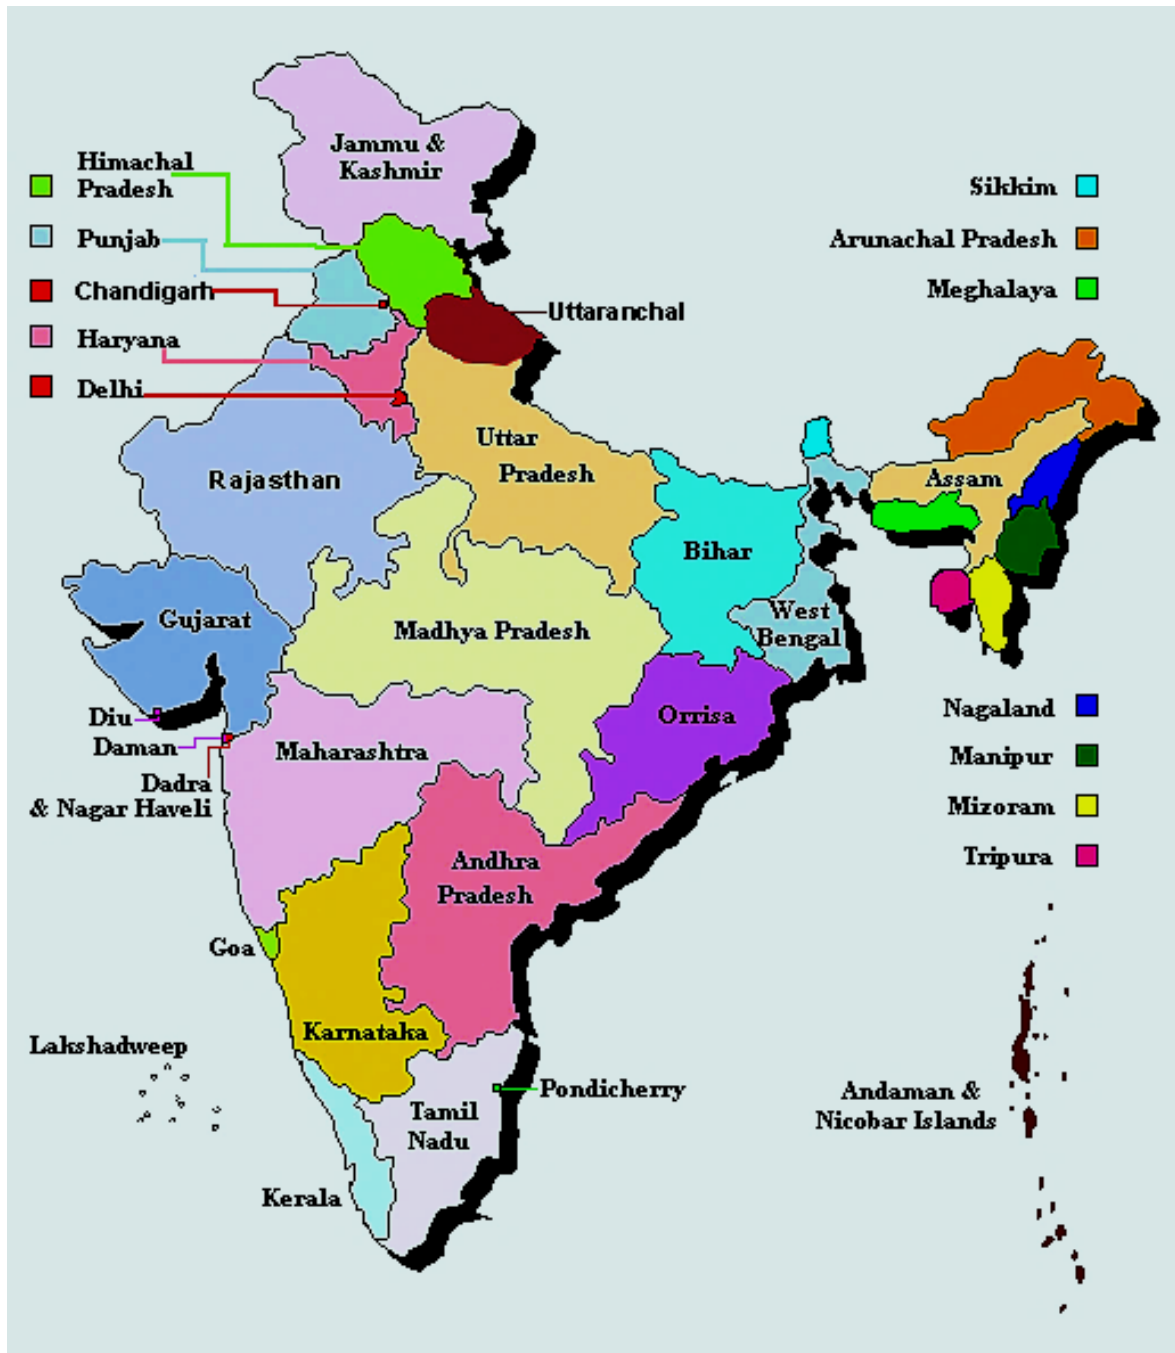 Jammu &
Kashmir
Himachal
Pradesh
Punjab
Chandigarh
Haryana
Delhi
Sikkim
Arunachal Pradesh
Meghalaya
Uttaranchal
Uttar
Pradesh
Rajasthan
Assam
Bihar
Gujarat
Madhya Pradesh
West
Bengal
Diu
Daman
Dadra
& Nagar Haveli
Maharashtra
Orrisa
Nagaland
Manipur
Mizoram
Tripura
Andhra
Pradesh
Goa
Karnataka
Lakshadweep
Pondicherry
Tamil
Nadu
Andaman &
Nicobar Islands
Kerala